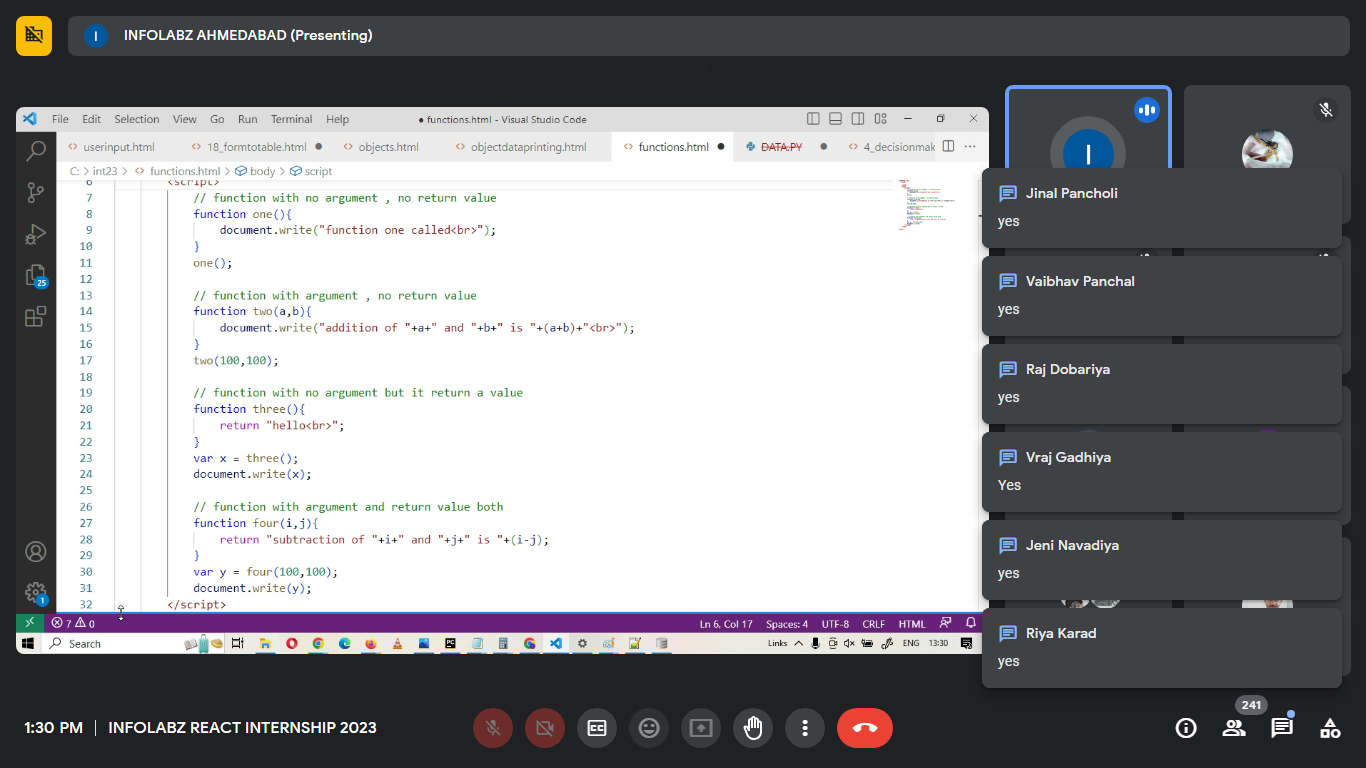 I INFOLABZ AHMEDABAD (Presenting)
File Edit Selection View Go Run Terminal Help ● functions.html - Visual Studio Code
userinput.html 18_formtotable.html objects.html objectdataprinting.html functions.html DATA.PY 4_decisionmak
C: > int23 > functions.html > body > script
6 <script>
7 // function with no argument , no return value
8 function one(){
9 document.write("function one called<br>");
10 }
11 one();
12
13 // function with argument , no return value
14 function two(a,b){
15 document.write("addition of "+a+" and "+b+" is "+(a+b)+"<br>");
16 }
17 two(100,100);
18
19 // function with no argument but it return a value
20 function three(){
21 return "hello<br>";
22 }
23 var x = three();
24 document.write(x);
25
26 // function with argument and return value both
27 function four(i,j){
28 return "subtraction of "+i+" and "+j+" is "+(i-j);
29 }
30 var y = four(100,100);
31 document.write(y);
32 </script>
25
1
7 0 Ln 6, Col 17 Spaces: 4 UTF-8 CRLF HTML
Search Links ENG 13:30
I
Jinal Pancholi
yes
Vaibhav Panchal
yes
Raj Dobariya
yes
Vraj Gadhiya
Yes
Jeni Navadiya
yes
Riya Karad
yes
1:30 PM | INFOLABZ REACT INTERNSHIP 2023
241